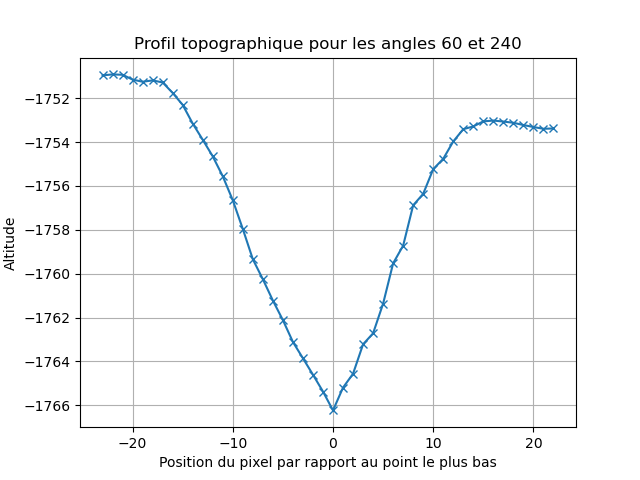 Profil topographique pour les angles 60 et 240
Altitude
−1752
−1754
−1756
−1758
−1760
−1762
−1764
−1766
−20 −10 0 10 20
Position du pixel par rapport au point le plus bas